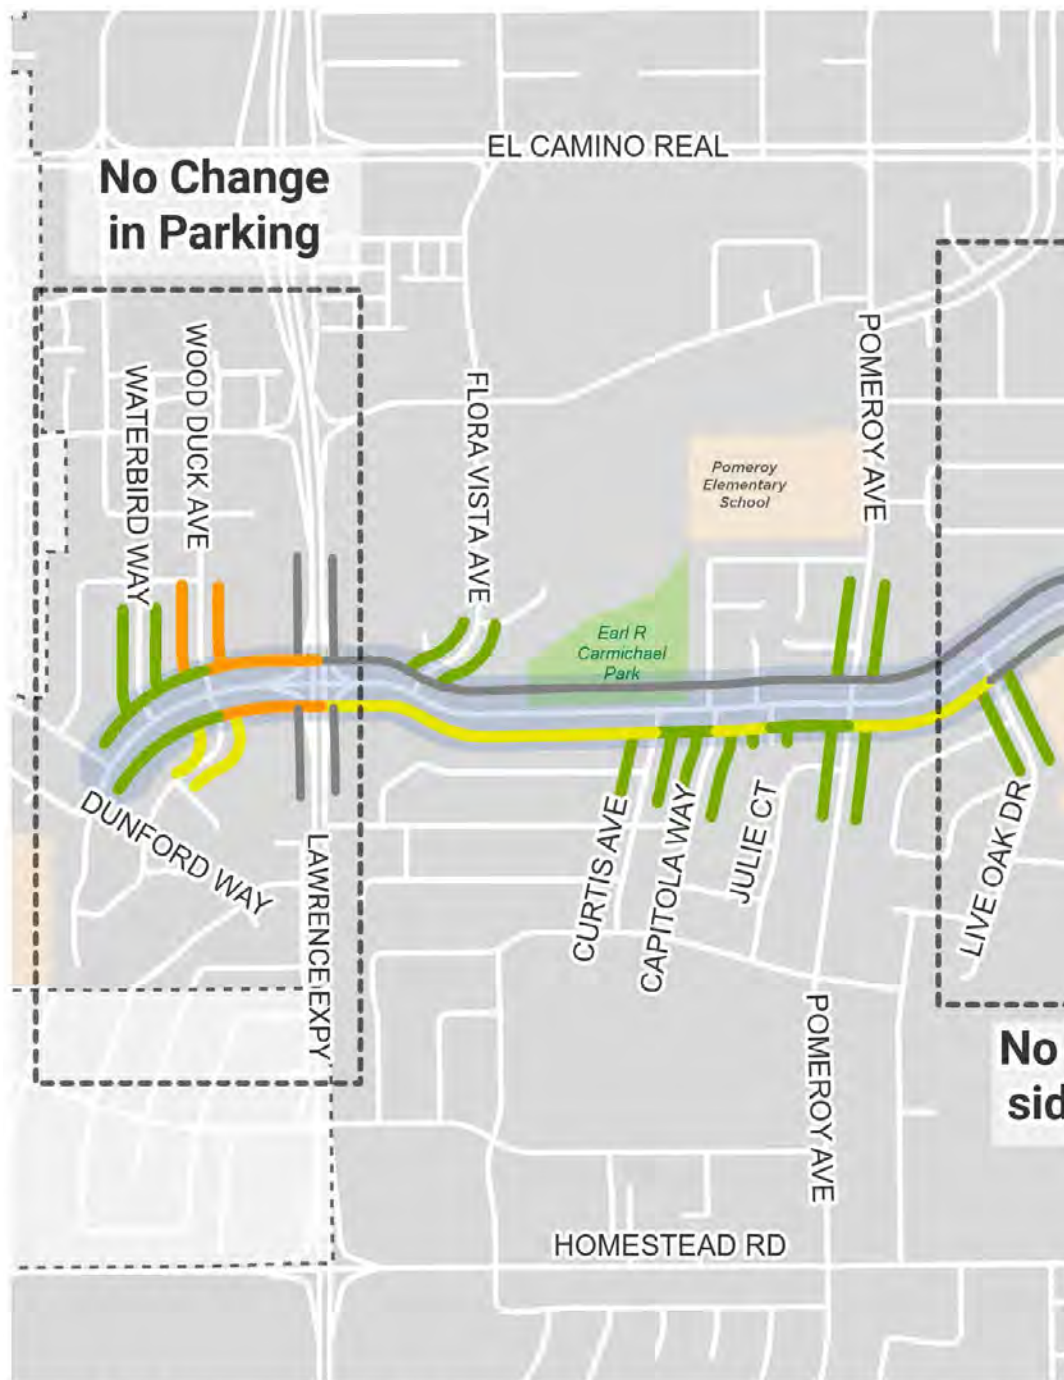 EL CAMINO REAL
No Change
in Parking
WATERBIRD WAY
WOOD DUCK AVE
FLORA VISTA AVE
POMEROY AVE
Pomeroy
Elementary
School
Earl R
Carmichael
Park
DUNFORD WAY
LAWRENCE EXPY
CURTIS AVE
CAPITOLA WAY
JULIE CT
POMEROY AVE
LIVE OAK DR
No
sid
HOMESTEAD RD